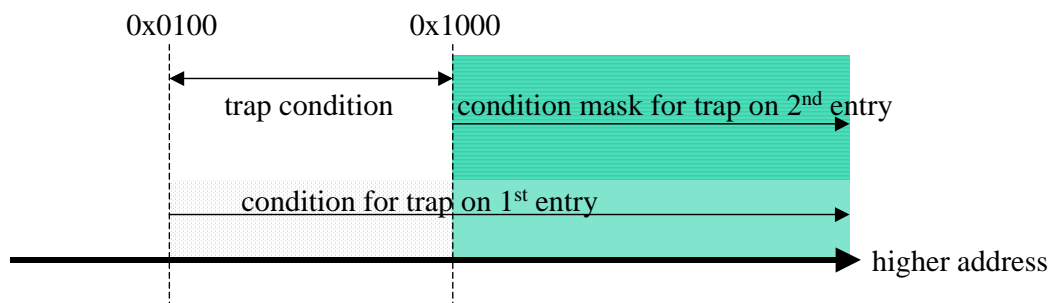 0x0100 0x1000
trap condition
condition mask for trap on 2nd entry
condition for trap on 1st entry
higher address